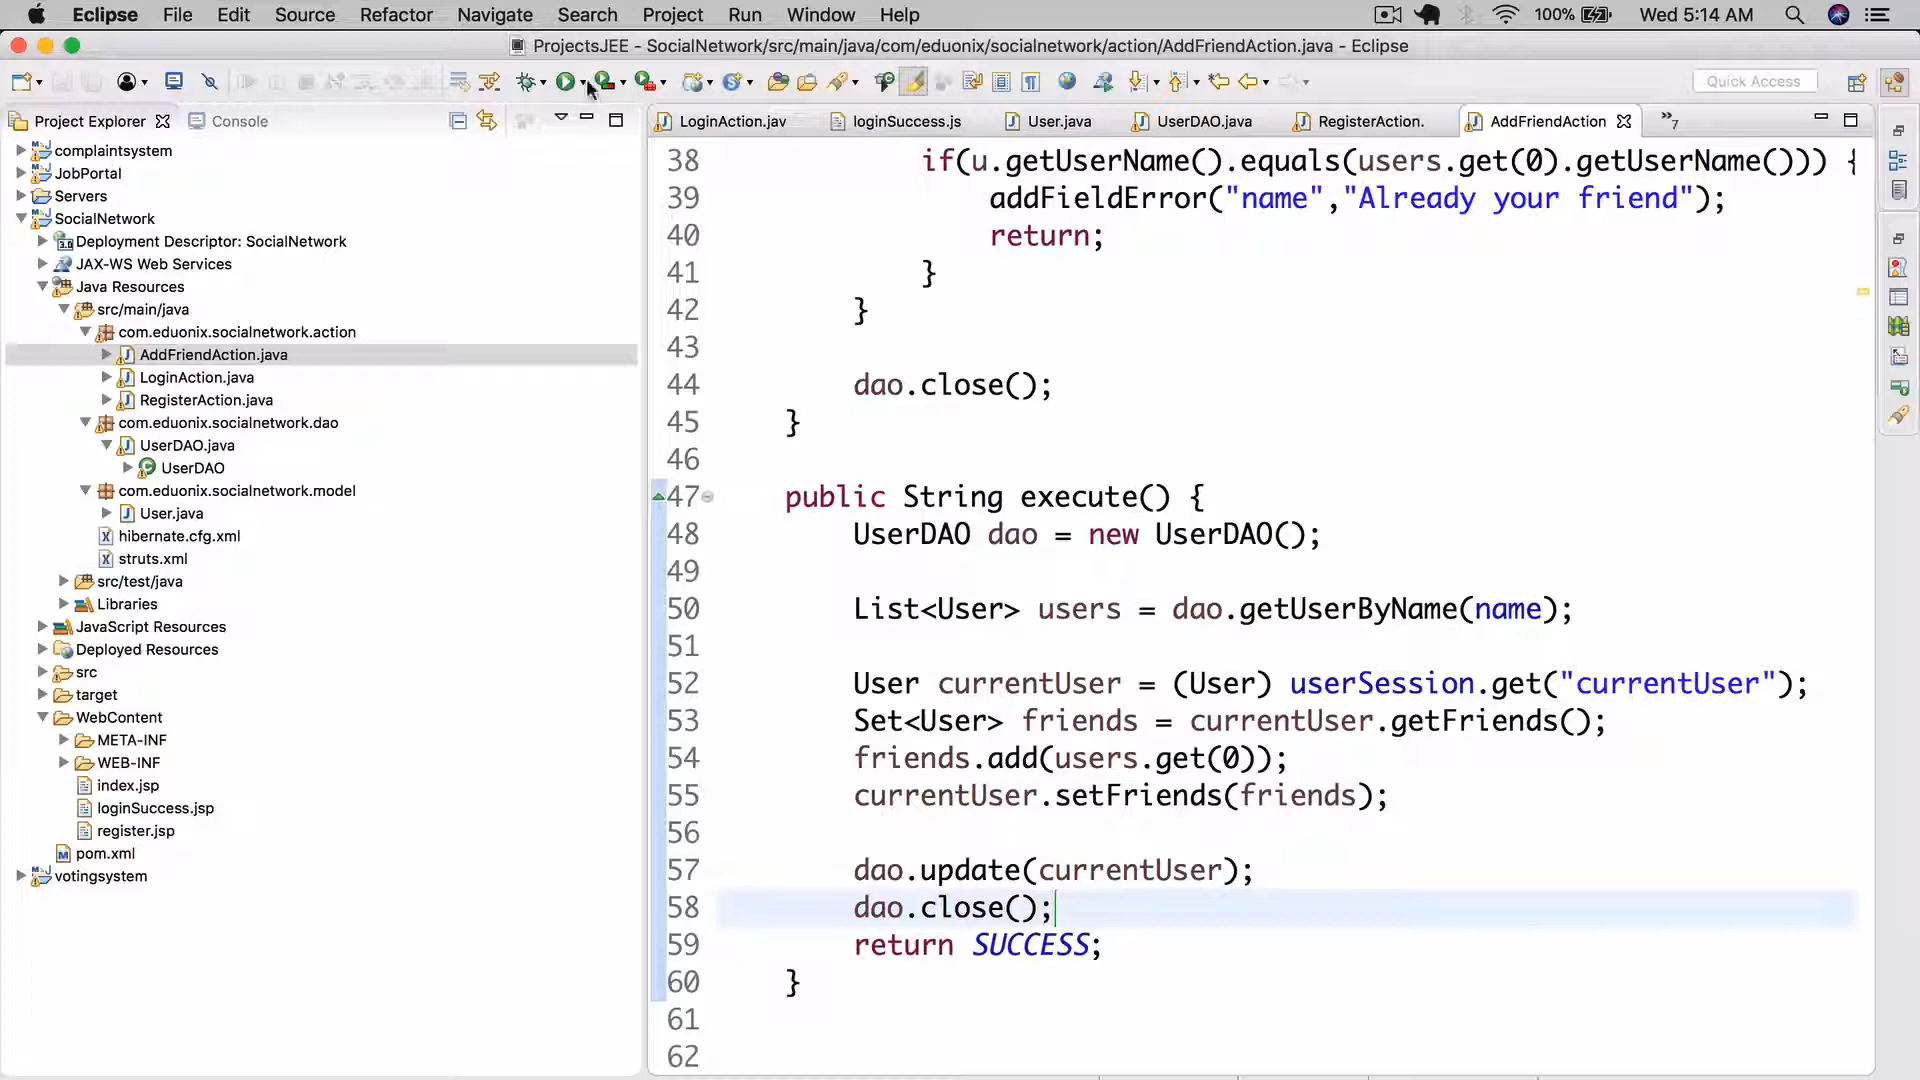 Eclipse File Edit Source Refactor Navigate Search Project Run Window Help 100% Wed 5:14 AM
ProjectsJEE - SocialNetwork/src/main/java/com/eduonix/socialnetwork/action/AddFriendAction.java - Eclipse
Quick Access
Project Explorer Console
LoginAction.jav loginSuccess.js User.java UserDAO.java RegisterAction. AddFriendAction »7
complaintsystem
JobPortal
Servers
SocialNetwork
Deployment Descriptor: SocialNetwork
JAX-WS Web Services
Java Resources
src/main/java
com.eduonix.socialnetwork.action
AddFriendAction.java
LoginAction.java
RegisterAction.java
com.eduonix.socialnetwork.dao
UserDAO.java
UserDAO
com.eduonix.socialnetwork.model
User.java
hibernate.cfg.xml
struts.xml
src/test/java
Libraries
JavaScript Resources
Deployed Resources
src
target
WebContent
META-INF
WEB-INF
index.jsp
loginSuccess.jsp
register.jsp
pom.xml
votingsystem
38 if(u.getUserName().equals(users.get(0).getUserName())) {
39 addFieldError("name","Already your friend");
40 return;
41 }
42 }
43
44 dao.close();
45 }
46
47 public String execute() {
48 UserDAO dao = new UserDAO();
49
50 List<User> users = dao.getUserByName(name);
51
52 User currentUser = (User) userSession.get("currentUser");
53 Set<User> friends = currentUser.getFriends();
54 friends.add(users.get(0));
55 currentUser.setFriends(friends);
56
57 dao.update(currentUser);
58 dao.close();
59 return SUCCESS;
60 }
61
62